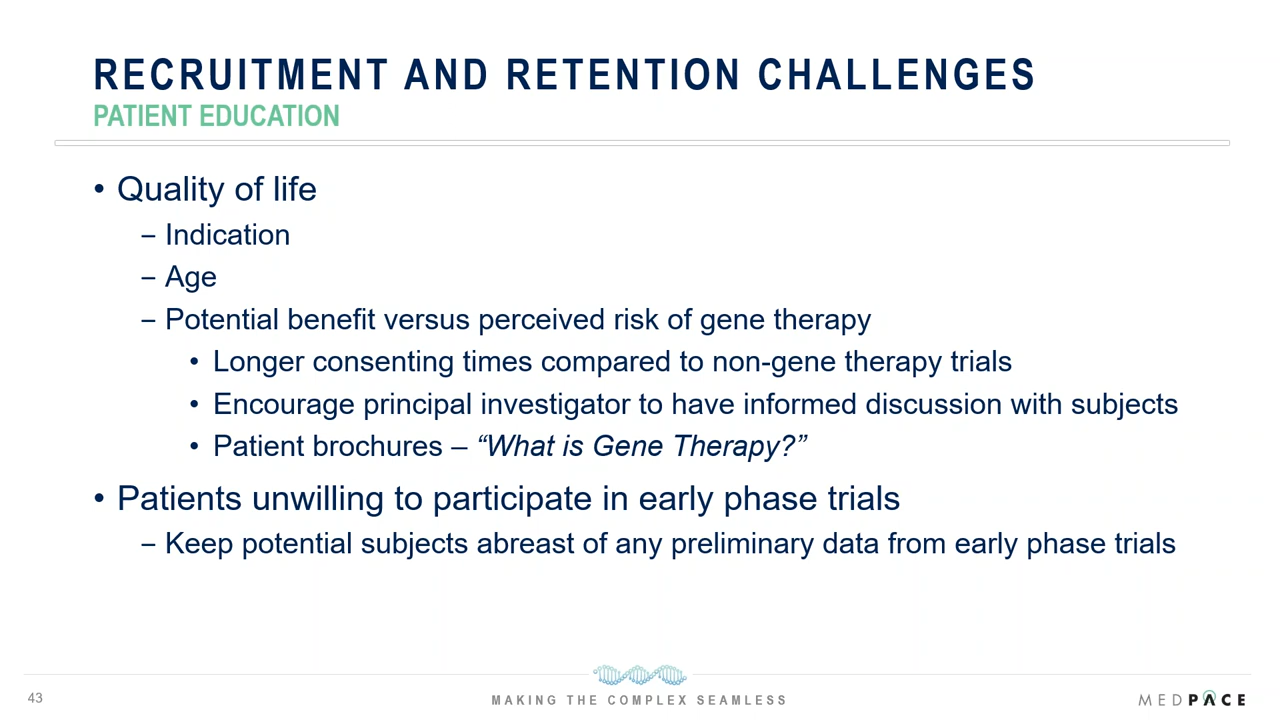 RECRUITMENT AND RETENTION CHALLENGES
PATIENT EDUCATION
• Quality of life
– Indication
– Age
– Potential benefit versus perceived risk of gene therapy
• Longer consenting times compared to non-gene therapy trials
• Encourage principal investigator to have informed discussion with subjects
• Patient brochures – “What is Gene Therapy?”
• Patients unwilling to participate in early phase trials
– Keep potential subjects abreast of any preliminary data from early phase trials
43
MAKING THE COMPLEX SEAMLESS
MEDPACE